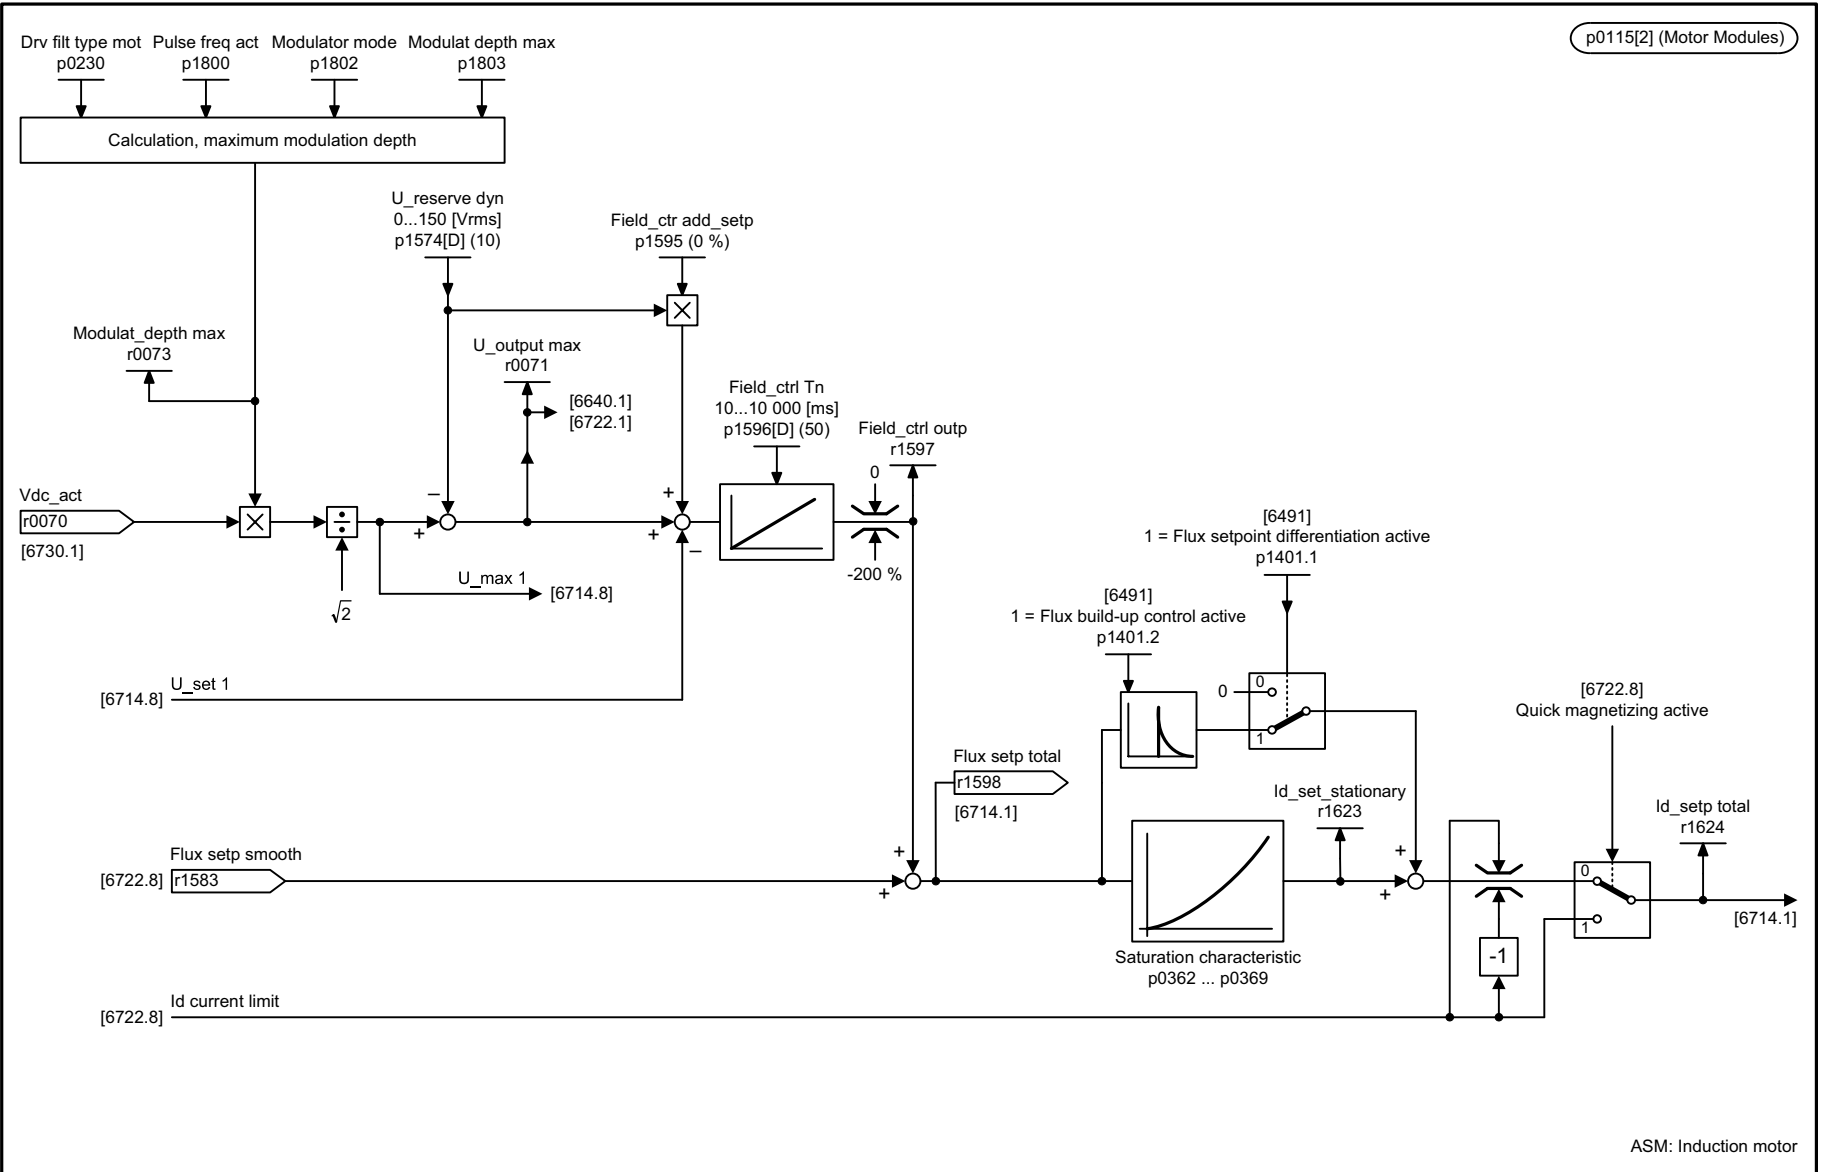 p0115[2] (Motor Modules)
Drv filt type mot
p0230
Pulse freq act
p1800
Modulator mode
p1802
Modulat depth max
p1803
Calculation, maximum modulation depth
U_reserve dyn
0...150 [Vrms]
p1574[D] (10)
Field_ctr add_setp
p1595 (0 %)
Modulat_depth max
r0073
U_output max
r0071
[6640.1]
[6722.1]
Field_ctrl Tn
10...10 000 [ms]
p1596[D] (50)
Field_ctrl outp
r1597
0
-200 %
Vdc_act
r0070
[6730.1]
÷
√2
–
+
U_max 1
[6714.8]
+
+
–
[6491]
1 = Flux setpoint differentiation active
p1401.1
[6491]
1 = Flux build-up control active
p1401.2
U_set 1
[6714.8]
0
0
1
[6722.8]
Quick magnetizing active
Flux setp total
r1598
[6714.1]
Id_set_stationary
r1623
Id_setp total
r1624
Flux setp smooth
[6722.8]
r1583
+
+
+
+
0
1
[6714.1]
-1
Saturation characteristic
p0362 ... p0369
Id current limit
[6722.8]
ASM: Induction motor